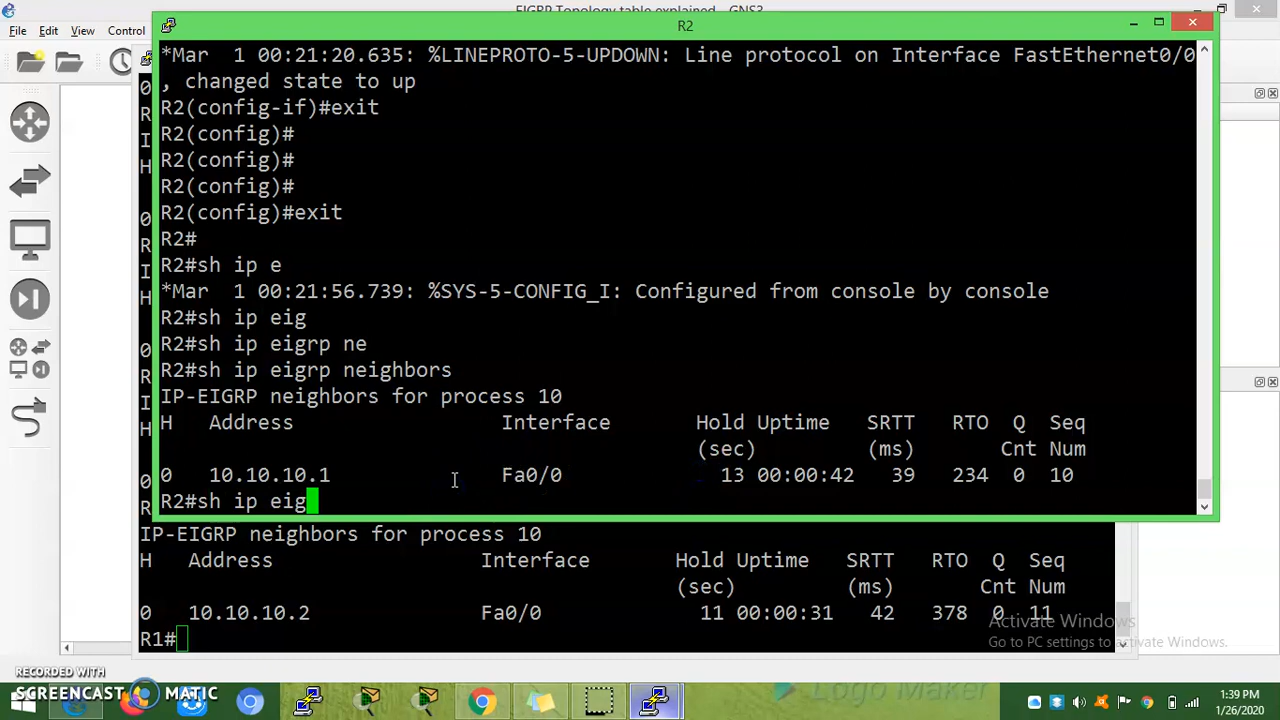 EIGRP Topology table explained - GNS3
File Edit View Control
R2
*Mar  1 00:21:20.635: %LINEPROTO-5-UPDOWN: Line protocol on Interface FastEthernet0/0
, changed state to up
R2(config-if)#exit
R2(config)#
R2(config)#
R2(config)#
R2(config)#exit
R2#
R2#sh ip e
*Mar  1 00:21:56.739: %SYS-5-CONFIG_I: Configured from console by console
R2#sh ip eig
R2#sh ip eigrp ne
R2#sh ip eigrp neighbors
IP-EIGRP neighbors for process 10
H   Address                 Interface       Hold Uptime   SRTT   RTO  Q  Seq
(sec)         (ms)       Cnt Num
0   10.10.10.1              Fa0/0             13 00:00:42   39   234  0  10
R2#sh ip eig
IP-EIGRP neighbors for process 10
H   Address                 Interface       Hold Uptime   SRTT   RTO  Q  Seq
(sec)         (ms)       Cnt Num
0   10.10.10.2              Fa0/0             11 00:00:31   42   378  0  11
R1#
Activate Windows
Go to PC settings to activate Windows.
RECORDED WITH
SCREENCAST MATIC
Logo Maker
1:39 PM
1/26/2020